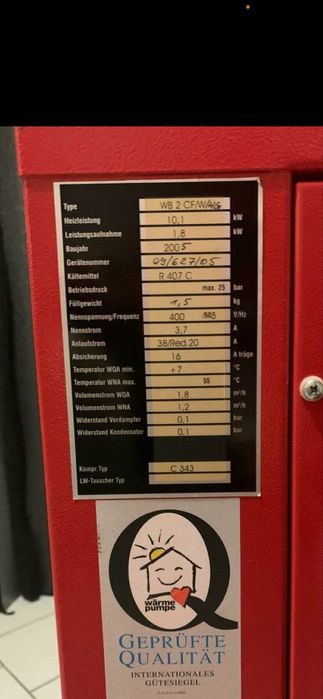 Type WB 2 CF/W/
Heizleistung 10,1 kW
Leistungsaufnahme 1,8 kW
Baujahr 2005
Gerätenummer 09/627/05
Kältemittel R 407 C
Betriebsdruck max. 25 bar
Füllgewicht 1,5 kg
Nennspannung/Frequenz 400 V/Hz
Nennstrom 3,7 A
Anlaufstrom 38/Red.20 A
Absicherung 16 A träge
Temperatur WQA min. +7 °C
Temperatur WNA max. 55 °C
Volumenstrom WQA 1,8 m³/h
Volumenstrom WNA 1,2 m³/h
Widerstand Verdampfer 0,1 bar
Widerstand Kondensator 0,1 bar
Kompr. Typ C 343
LW-Tauscher Typ
wärme
pumpe
GEPRÜFTE
QUALITÄT
INTERNATIONALES
GÜTESIEGEL